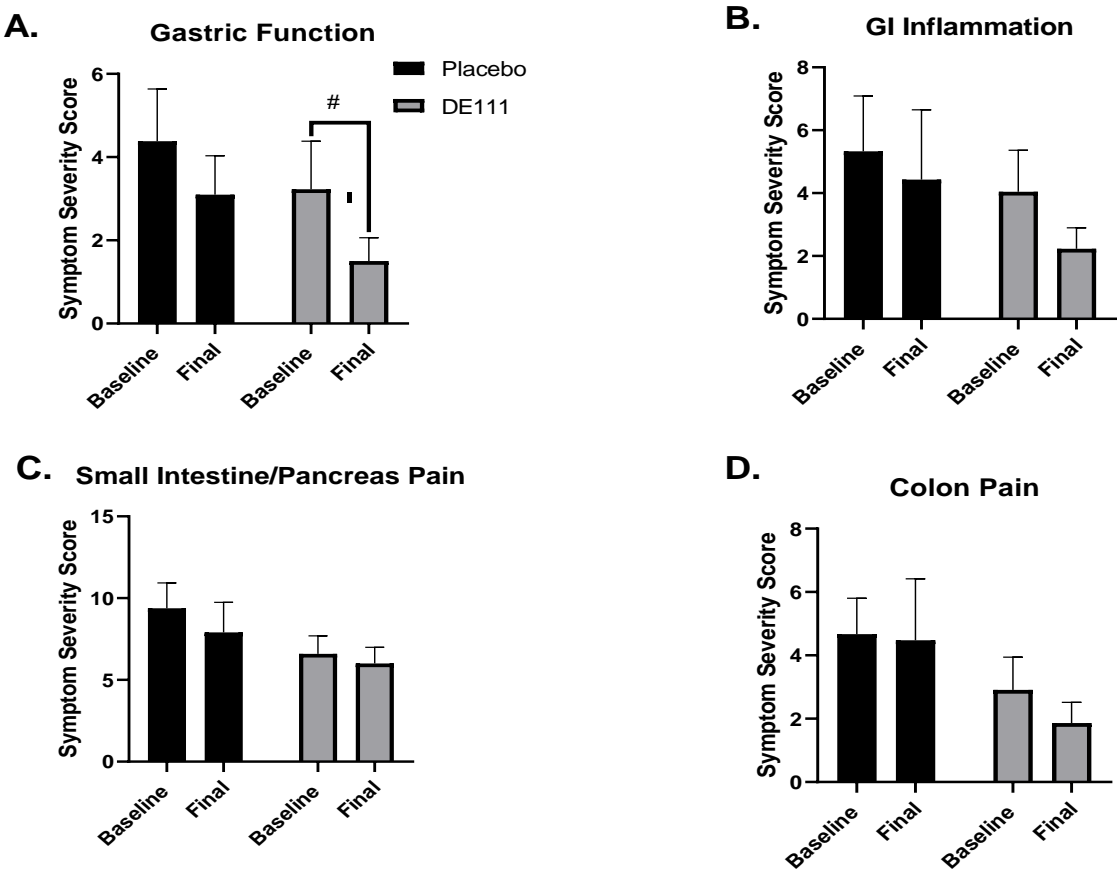 A.
Gastric Function
Placebo
DE111
#
Symptom Severity Score
6
4
2
0
Baseline
Final
Baseline
Final
B.
GI Inflammation
Symptom Severity Score
8
6
4
2
0
Baseline
Final
Baseline
Final
C.
Small Intestine/Pancreas Pain
Symptom Severity Score
15
10
5
0
Baseline
Final
Baseline
Final
D.
Colon Pain
Symptom Severity Score
8
6
4
2
0
Baseline
Final
Baseline
Final